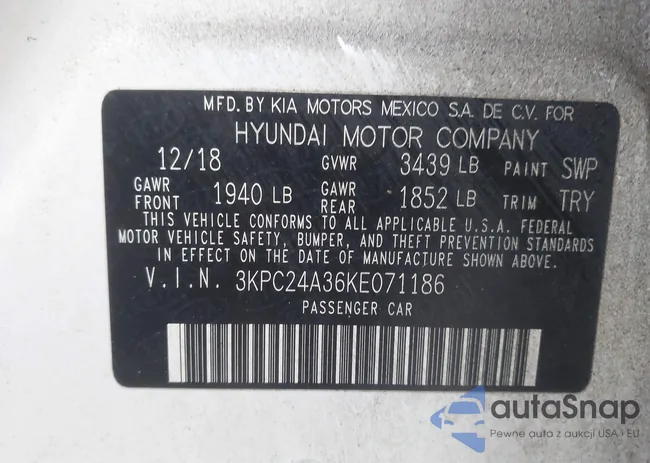 MFD. BY KIA MOTORS MEXICO S.A. DE C.V. FOR
HYUNDAI MOTOR COMPANY
12/18 GVWR 3439 LB PAINT SWP
GAWR FRONT 1940 LB GAWR REAR 1852 LB TRIM TRY
THIS VEHICLE CONFORMS TO ALL APPLICABLE U.S.A. FEDERAL
MOTOR VEHICLE SAFETY, BUMPER, AND THEFT PREVENTION STANDARDS
IN EFFECT ON THE DATE OF MANUFACTURE SHOWN ABOVE.
V.I.N. 3KPC24A36KE071186
PASSENGER CAR
autaSnap
Pewne auta z aukcji USA i EU